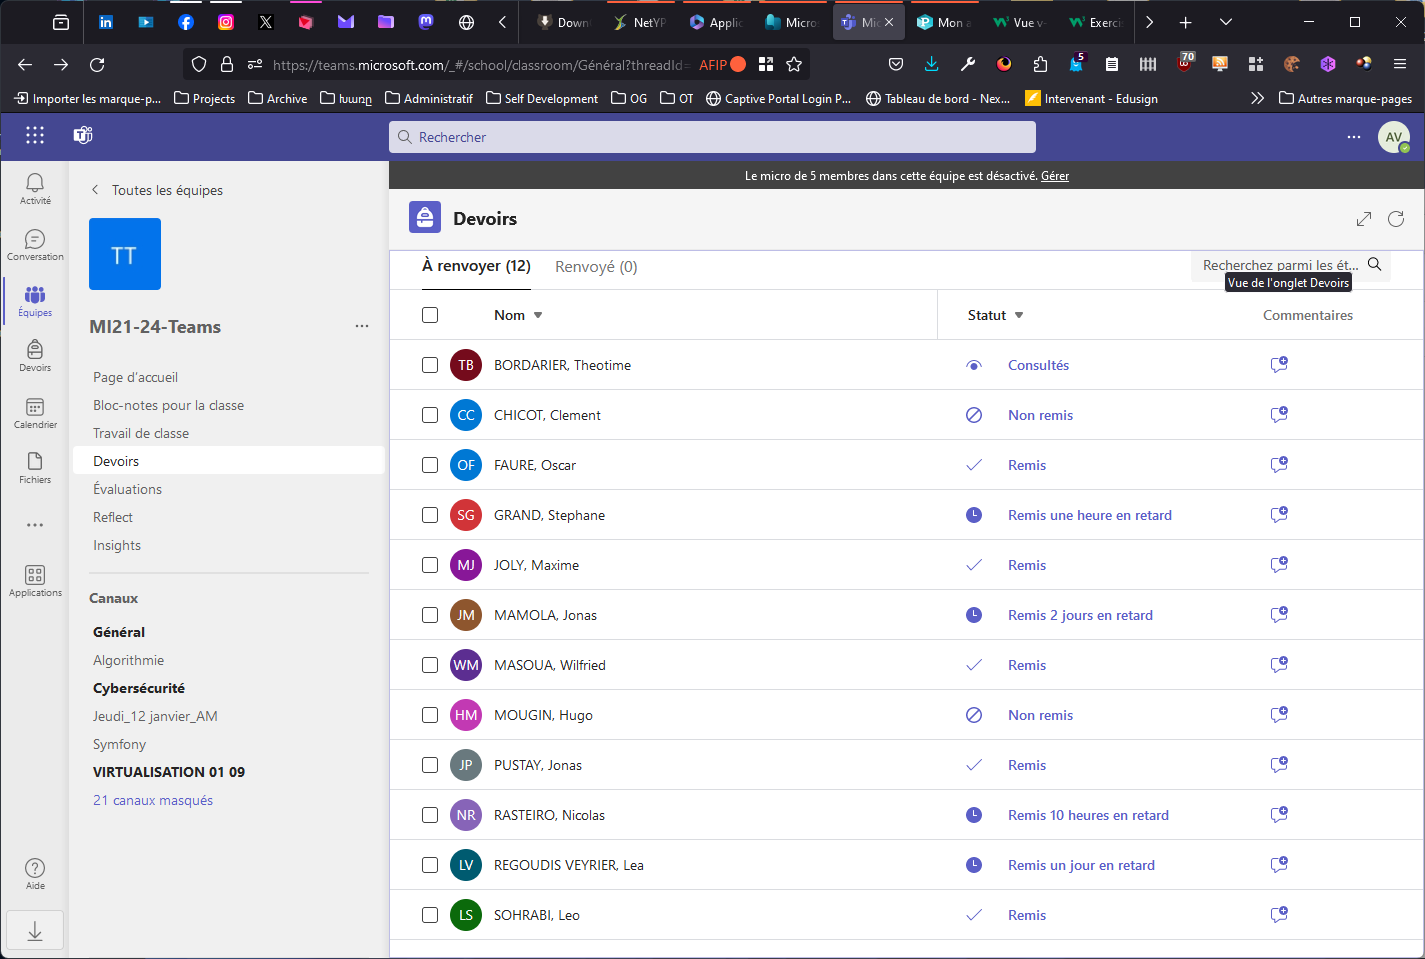 Down
NetYP
Applic
Micros
Mic
Mon a
Vue v
Exerci
https://teams.microsoft.com/_#/school/classroom/Général?threadId=
AFIP
5
70
Importer les marque-p...
Projects
Archive
Administratif
Self Development
OG
OT
Captive Portal Login P...
Tableau de bord - Nex...
Intervenant - Edusign
Autres marque-pages
Rechercher
AV
Le micro de 5 membres dans cette équipe est désactivé. Gérer
Activité
Conversation
Équipes
Devoirs
Calendrier
Fichiers
Applications
Aide
Toutes les équipes
TT
MI21-24-Teams
Page d'accueil
Bloc-notes pour la classe
Travail de classe
Devoirs
Évaluations
Reflect
Insights
Canaux
Général
Algorithmie
Cybersécurité
Jeudi_12 janvier_AM
Symfony
VIRTUALISATION 01 09
21 canaux masqués
Devoirs
À renvoyer (12) Renvoyé (0)
Recherchez parmi les ét...
Vue de l'onglet Devoirs
Nom Statut Commentaires
TB BORDARIER, Theotime Consultés
CC CHICOT, Clement Non remis
OF FAURE, Oscar Remis
SG GRAND, Stephane Remis une heure en retard
MJ JOLY, Maxime Remis
JM MAMOLA, Jonas Remis 2 jours en retard
WM MASOUA, Wilfried Remis
HM MOUGIN, Hugo Non remis
JP PUSTAY, Jonas Remis
NR RASTEIRO, Nicolas Remis 10 heures en retard
LV REGOUDIS VEYRIER, Lea Remis un jour en retard
LS SOHRABI, Leo Remis